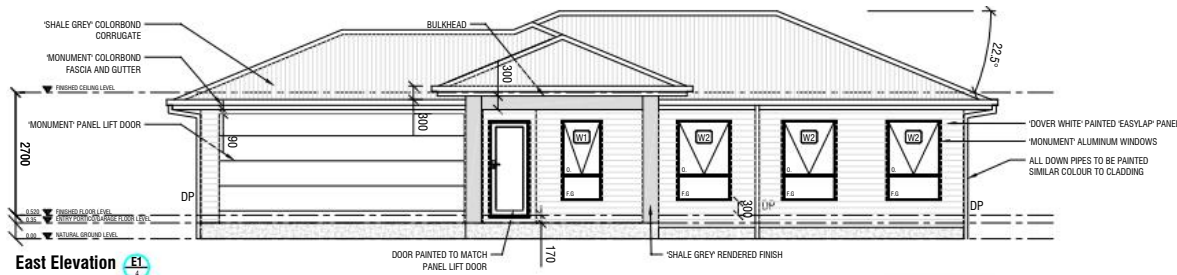 'SHALE GREY' COLORBOND
CORRUGATE
BULKHEAD
22.5°
'MONUMENT' COLORBOND
FASCIA AND GUTTER
300
FINISHED CEILING LEVEL
'MONUMENT' PANEL LIFT DOOR
300
90
2700
W1
W2
W2
W2
'DOVER WHITE' PAINTED 'EASYLAP' PANE
'MONUMENT' ALUMINUM WINDOWS
ALL DOWN PIPES TO BE PAINTED
SIMILAR COLOUR TO CLADDING
O.
O.
O.
O.
F.G
F.G
F.G
F.G
DP
DP
DP
300
0.520 FINISHED FLOOR LEVEL
0.35 ENTRY PORTICO/GARAGE FLOOR LEVEL
0.00 NATURAL GROUND LEVEL
170
DOOR PAINTED TO MATCH
PANEL LIFT DOOR
'SHALE GREY' RENDERED FINISH
East Elevation E1
4